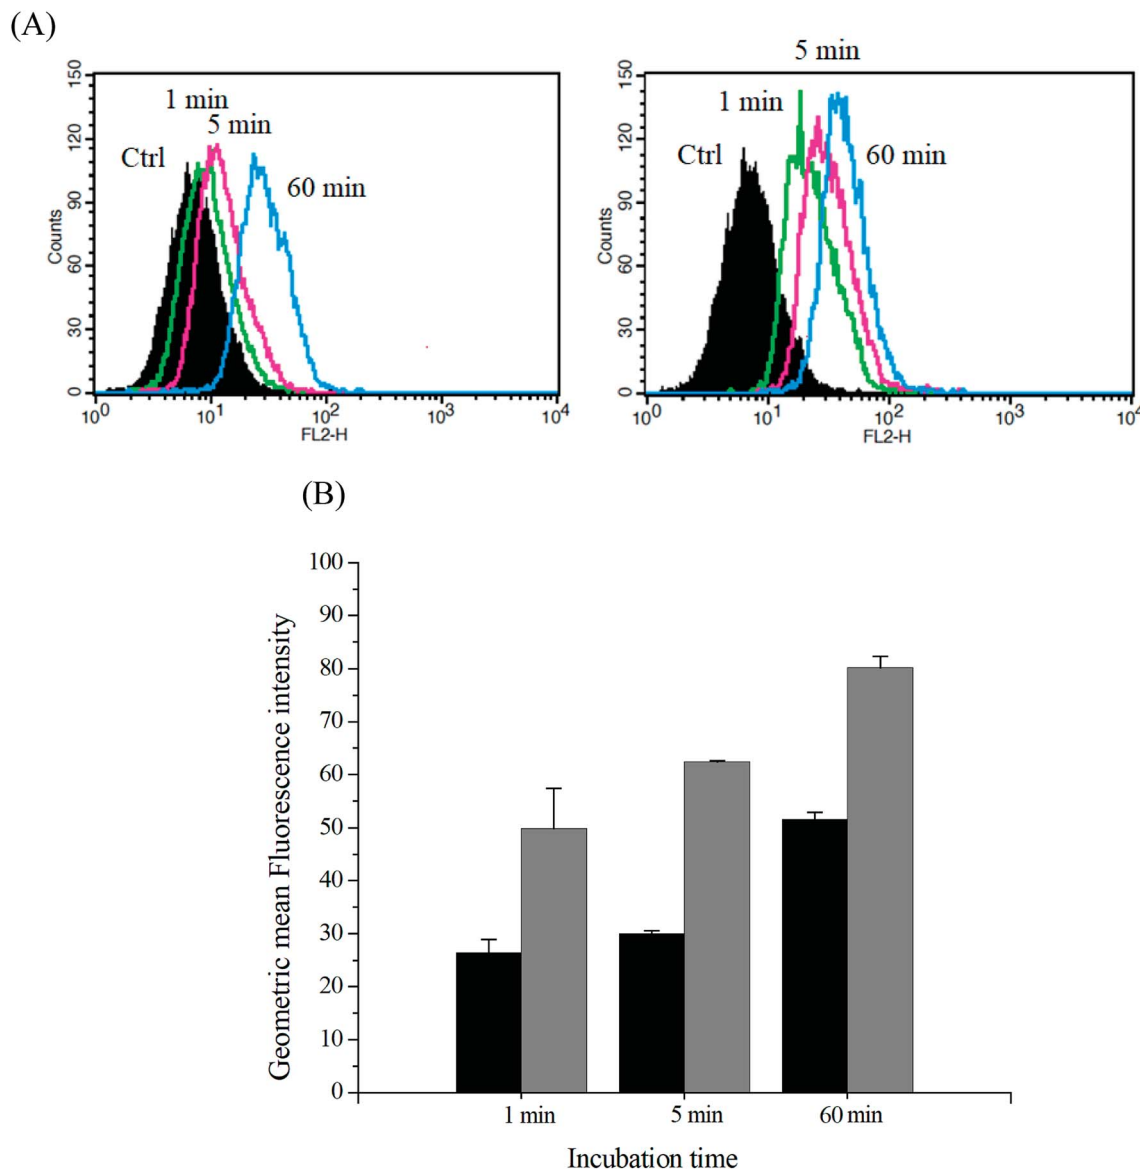 (A)
1 min
5 min
Ctrl
60 min
Counts
150
120
90
60
30
0
10^0
10^1
10^2
10^3
10^4
FL2-H
5 min
1 min
Ctrl
60 min
Counts
150
120
90
60
30
0
10^0
10^1
10^2
10^3
10^4
FL2-H
(B)
Geometric mean Fluorescence intensity
100
90
80
70
60
50
40
30
20
10
0
1 min
5 min
60 min
Incubation time